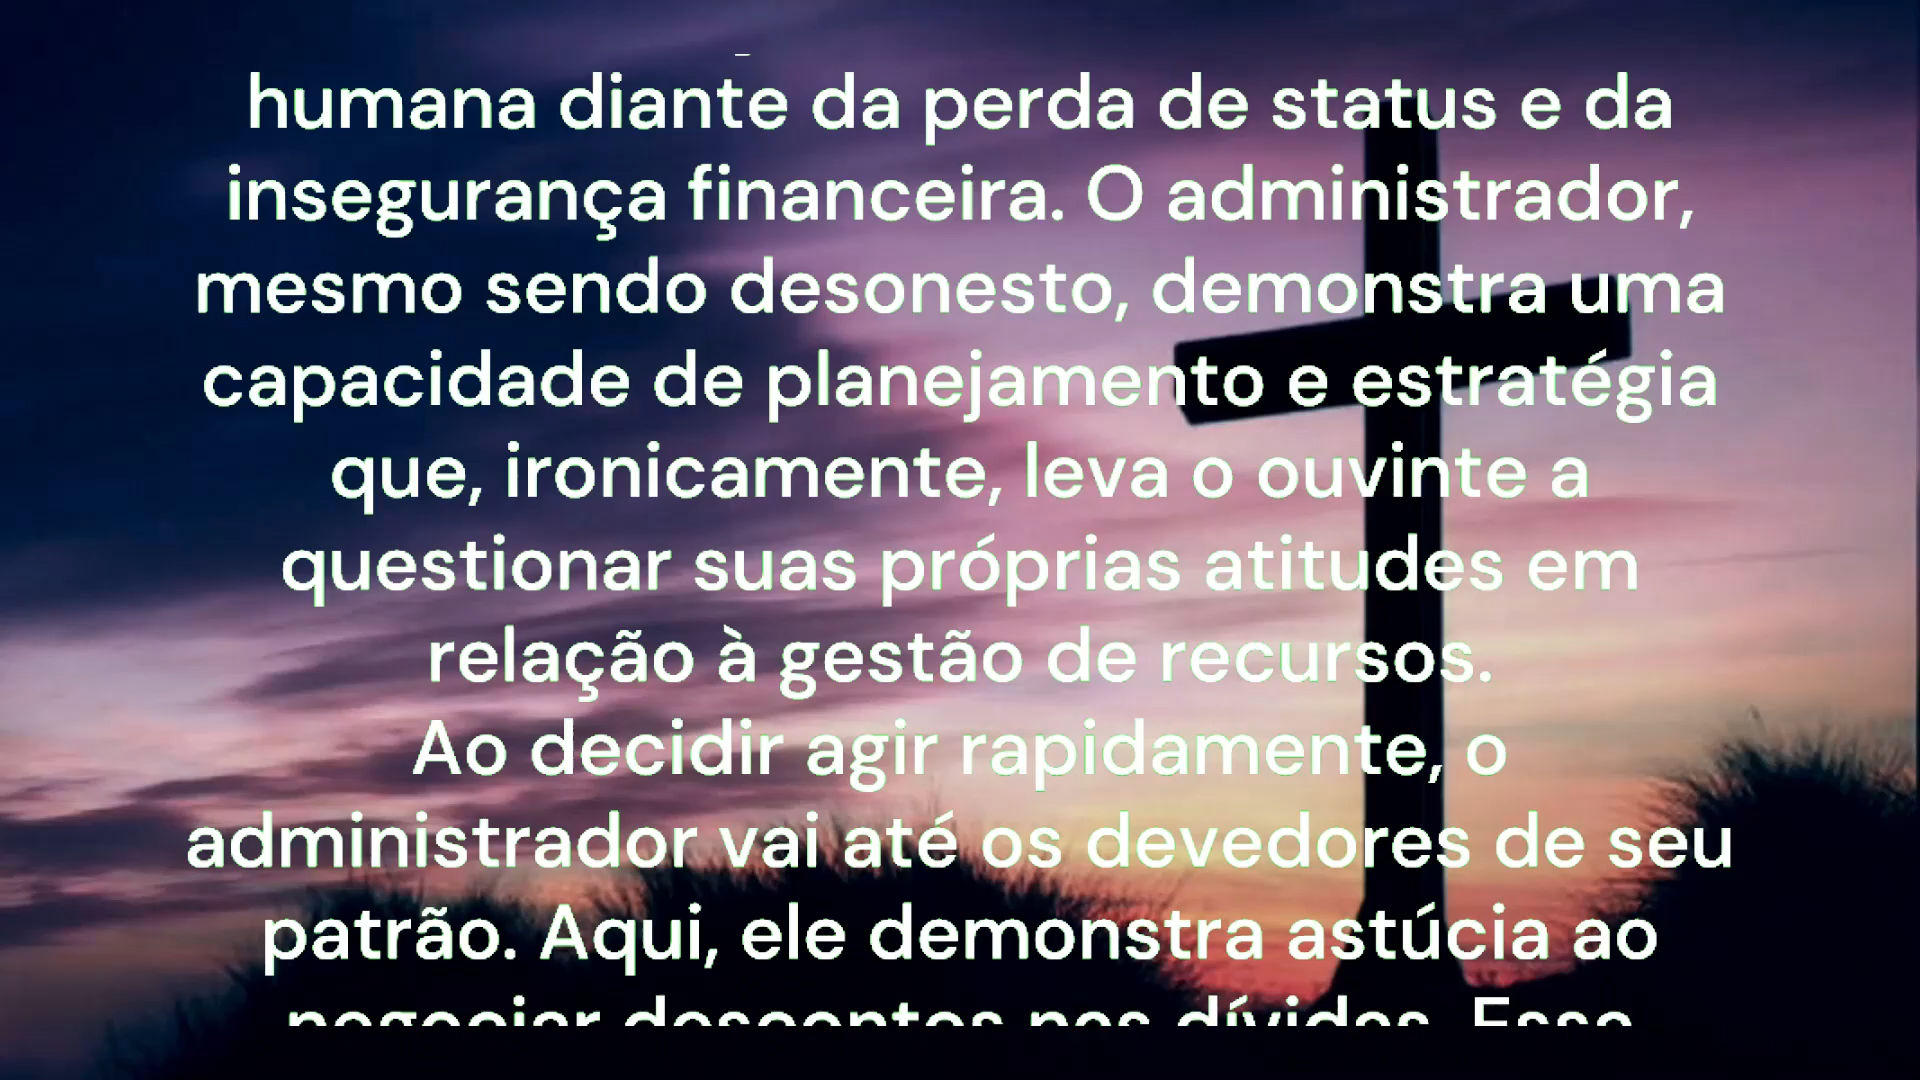 humana diante da perda de status e da
insegurança financeira. O administrador,
mesmo sendo desonesto, demonstra uma
capacidade de planejamento e estratégia
que, ironicamente, leva o ouvinte a
questionar suas próprias atitudes em
relação à gestão de recursos.
Ao decidir agir rapidamente, o
administrador vai até os devedores de seu
patrão. Aqui, ele demonstra astúcia ao
negociar descontos nas dívidas. Esse